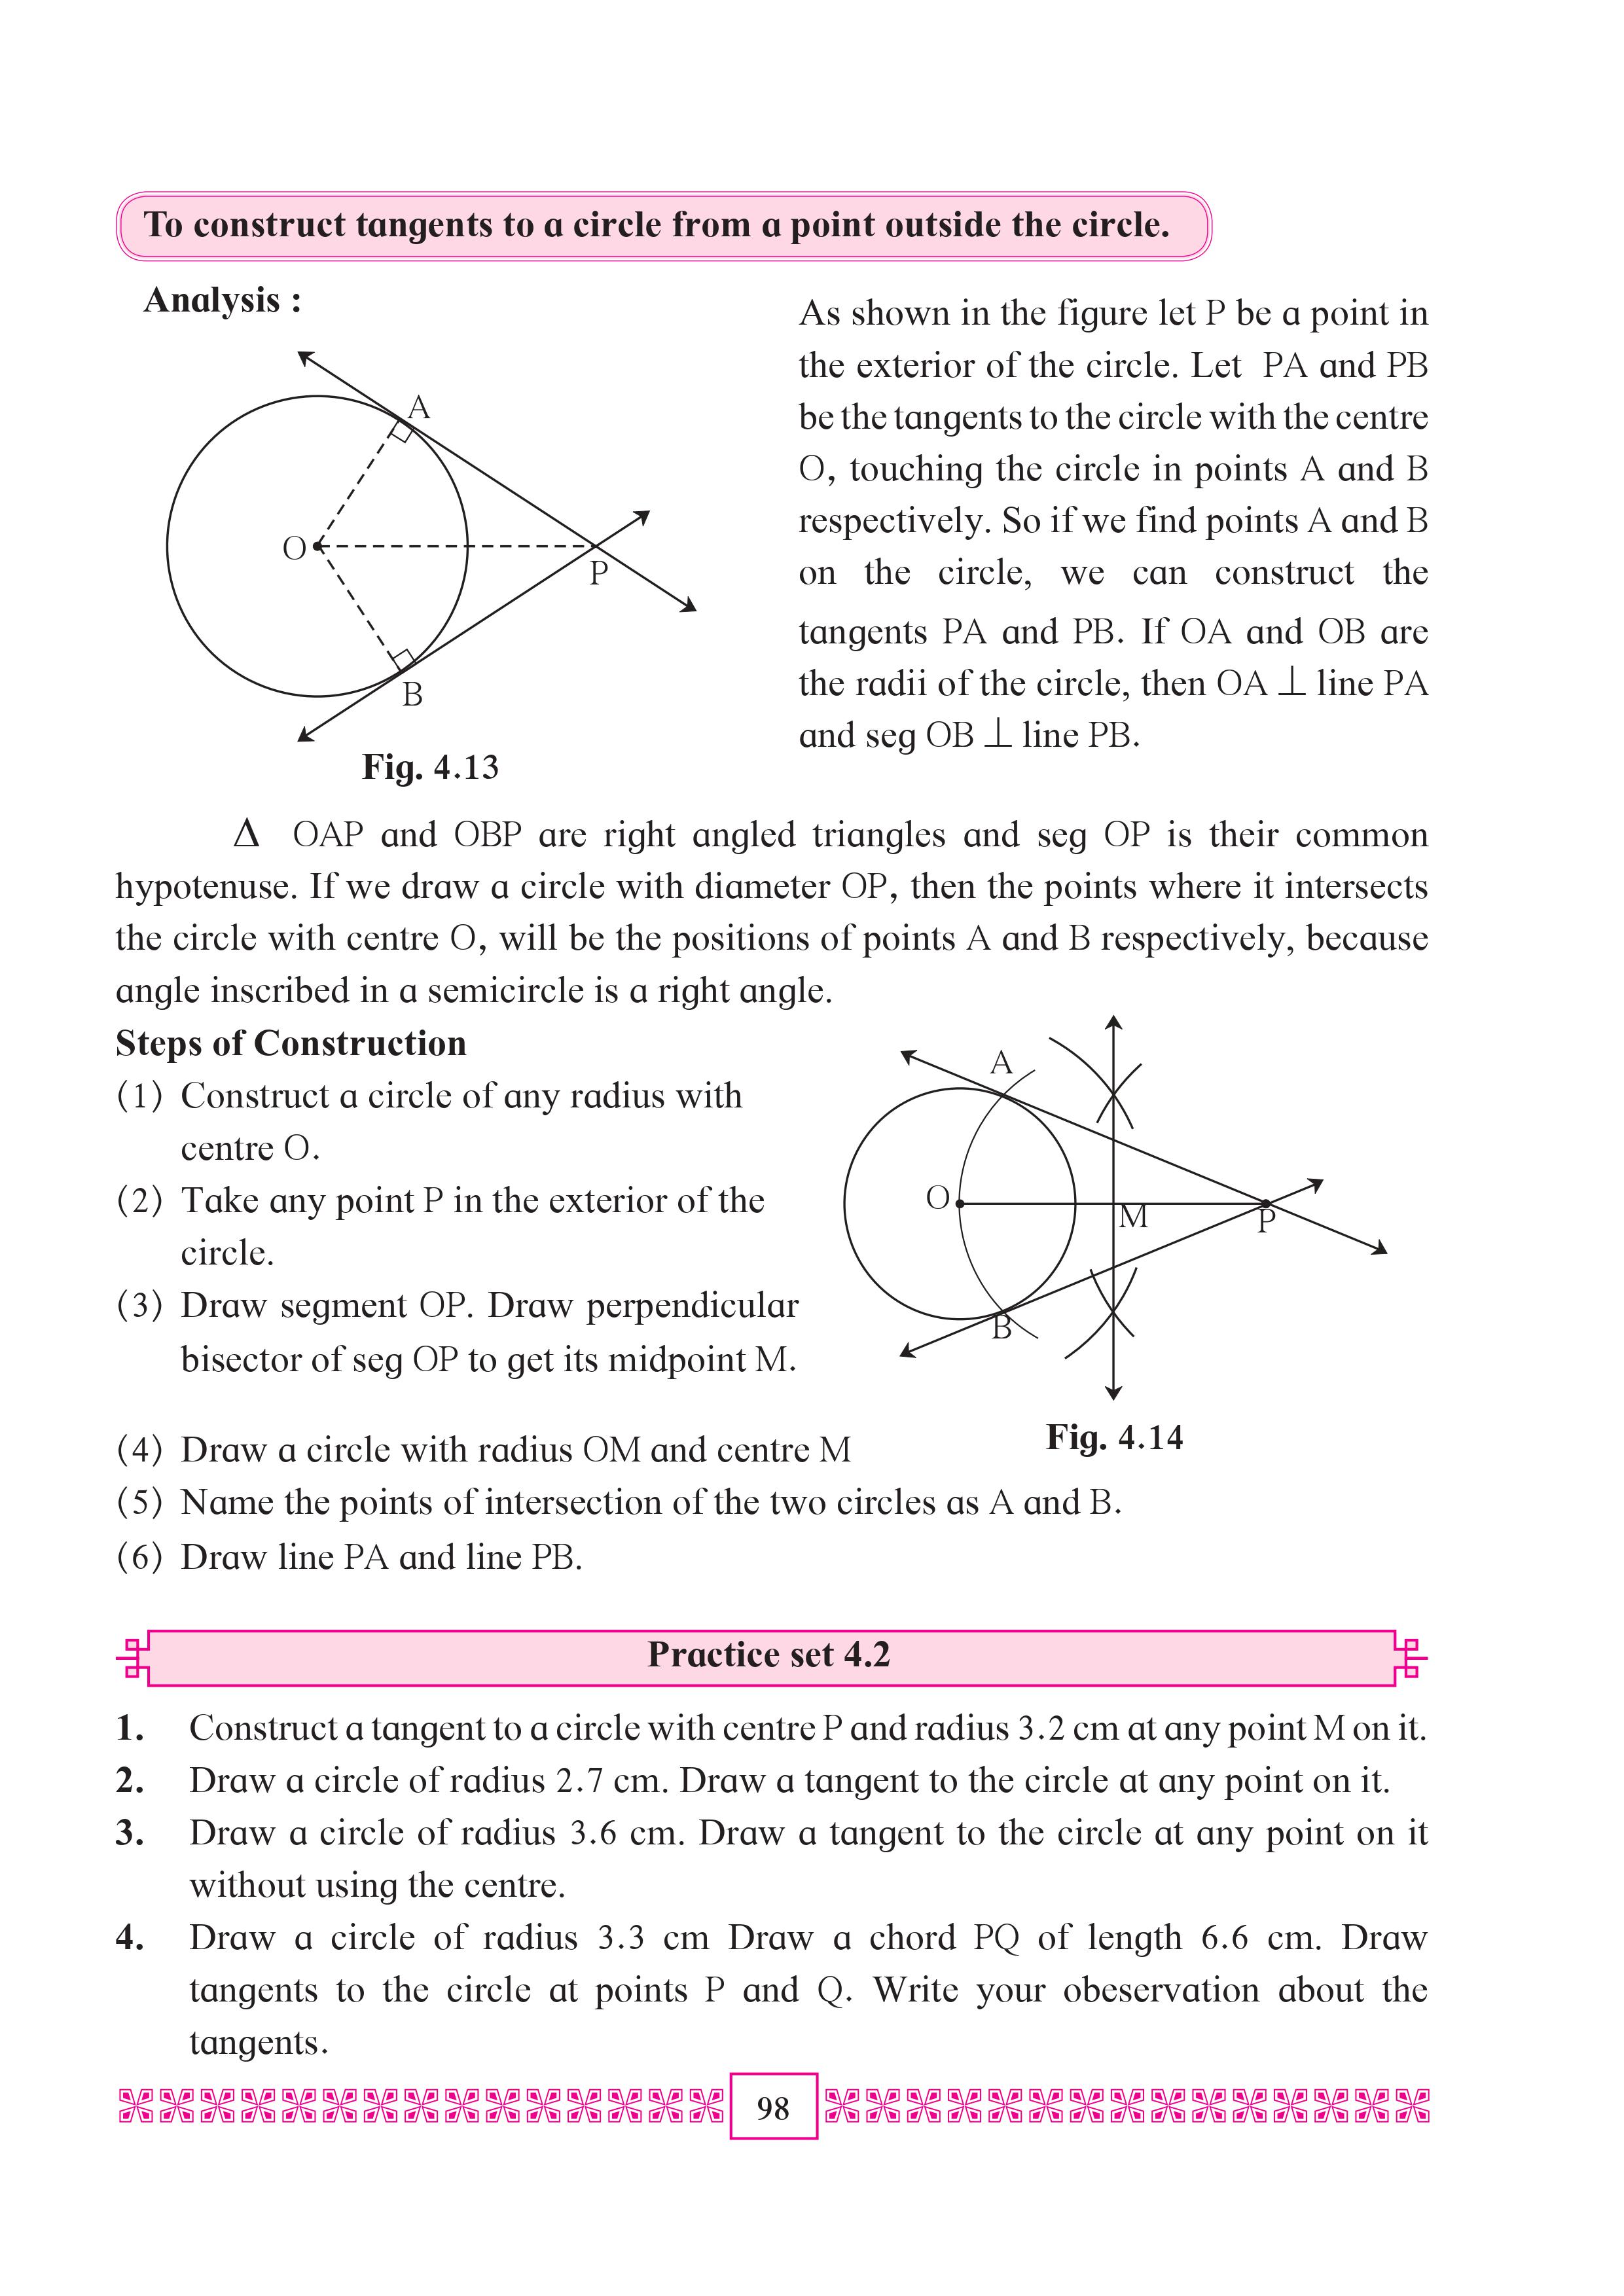 To construct tangents to a circle from a point outside the circle.
Analysis :
A
O
P
B
Fig. 4.13
As shown in the figure let P be a point in
the exterior of the circle. Let PA and PB
be the tangents to the circle with the centre
O, touching the circle in points A and B
respectively. So if we find points A and B
on the circle, we can construct the
tangents PA and PB. If OA and OB are
the radii of the circle, then OA ⊥ line PA
and seg OB ⊥ line PB.
Δ OAP and OBP are right angled triangles and seg OP is their common
hypotenuse. If we draw a circle with diameter OP, then the points where it intersects
the circle with centre O, will be the positions of points A and B respectively, because
angle inscribed in a semicircle is a right angle.
Steps of Construction
(1) Construct a circle of any radius with
centre O.
(2) Take any point P in the exterior of the
circle.
(3) Draw segment OP. Draw perpendicular
bisector of seg OP to get its midpoint M.
A
O
M
P
B
Fig. 4.14
(4) Draw a circle with radius OM and centre M
(5) Name the points of intersection of the two circles as A and B.
(6) Draw line PA and line PB.
Practice set 4.2
1. Construct a tangent to a circle with centre P and radius 3.2 cm at any point M on it.
2. Draw a circle of radius 2.7 cm. Draw a tangent to the circle at any point on it.
3. Draw a circle of radius 3.6 cm. Draw a tangent to the circle at any point on it
without using the centre.
4. Draw a circle of radius 3.3 cm Draw a chord PQ of length 6.6 cm. Draw
tangents to the circle at points P and Q. Write your obeservation about the
tangents.
98